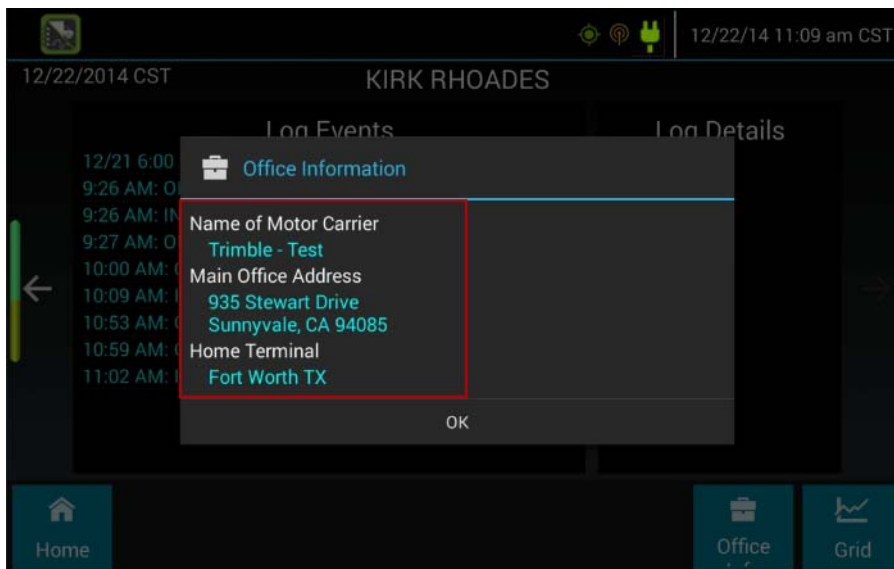 12/22/14 11:09 am CST
12/22/2014 CST
KIRK RHOADES
Log Events
Log Details
12/21 6:00
9:26 AM:
9:26 AM:
9:27 AM:
10:00 AM:
10:09 AM:
10:53 AM:
10:59 AM:
11:02 AM:
Office Information
Name of Motor Carrier
Trimble - Test
Main Office Address
935 Stewart Drive
Sunnyvale, CA 94085
Home Terminal
Fort Worth TX
OK
Home
Office
Grid